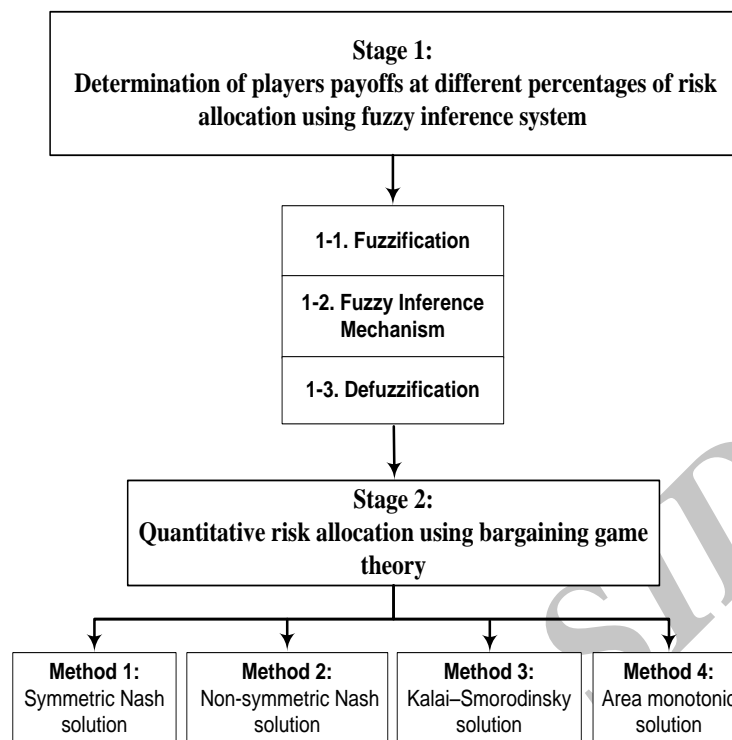 Stage 1:
Determination of players payoffs at different percentages of risk
allocation using fuzzy inference system
1-1. Fuzzification
1-2. Fuzzy Inference
Mechanism
1-3. Defuzzification
Stage 2:
Quantitative risk allocation using bargaining game
theory
Method 1:
Symmetric Nash
solution
Method 2:
Non-symmetric Nash
solution
Method 3:
Kalai–Smorodinsky
solution
Method 4:
Area monotonic
solution
SID